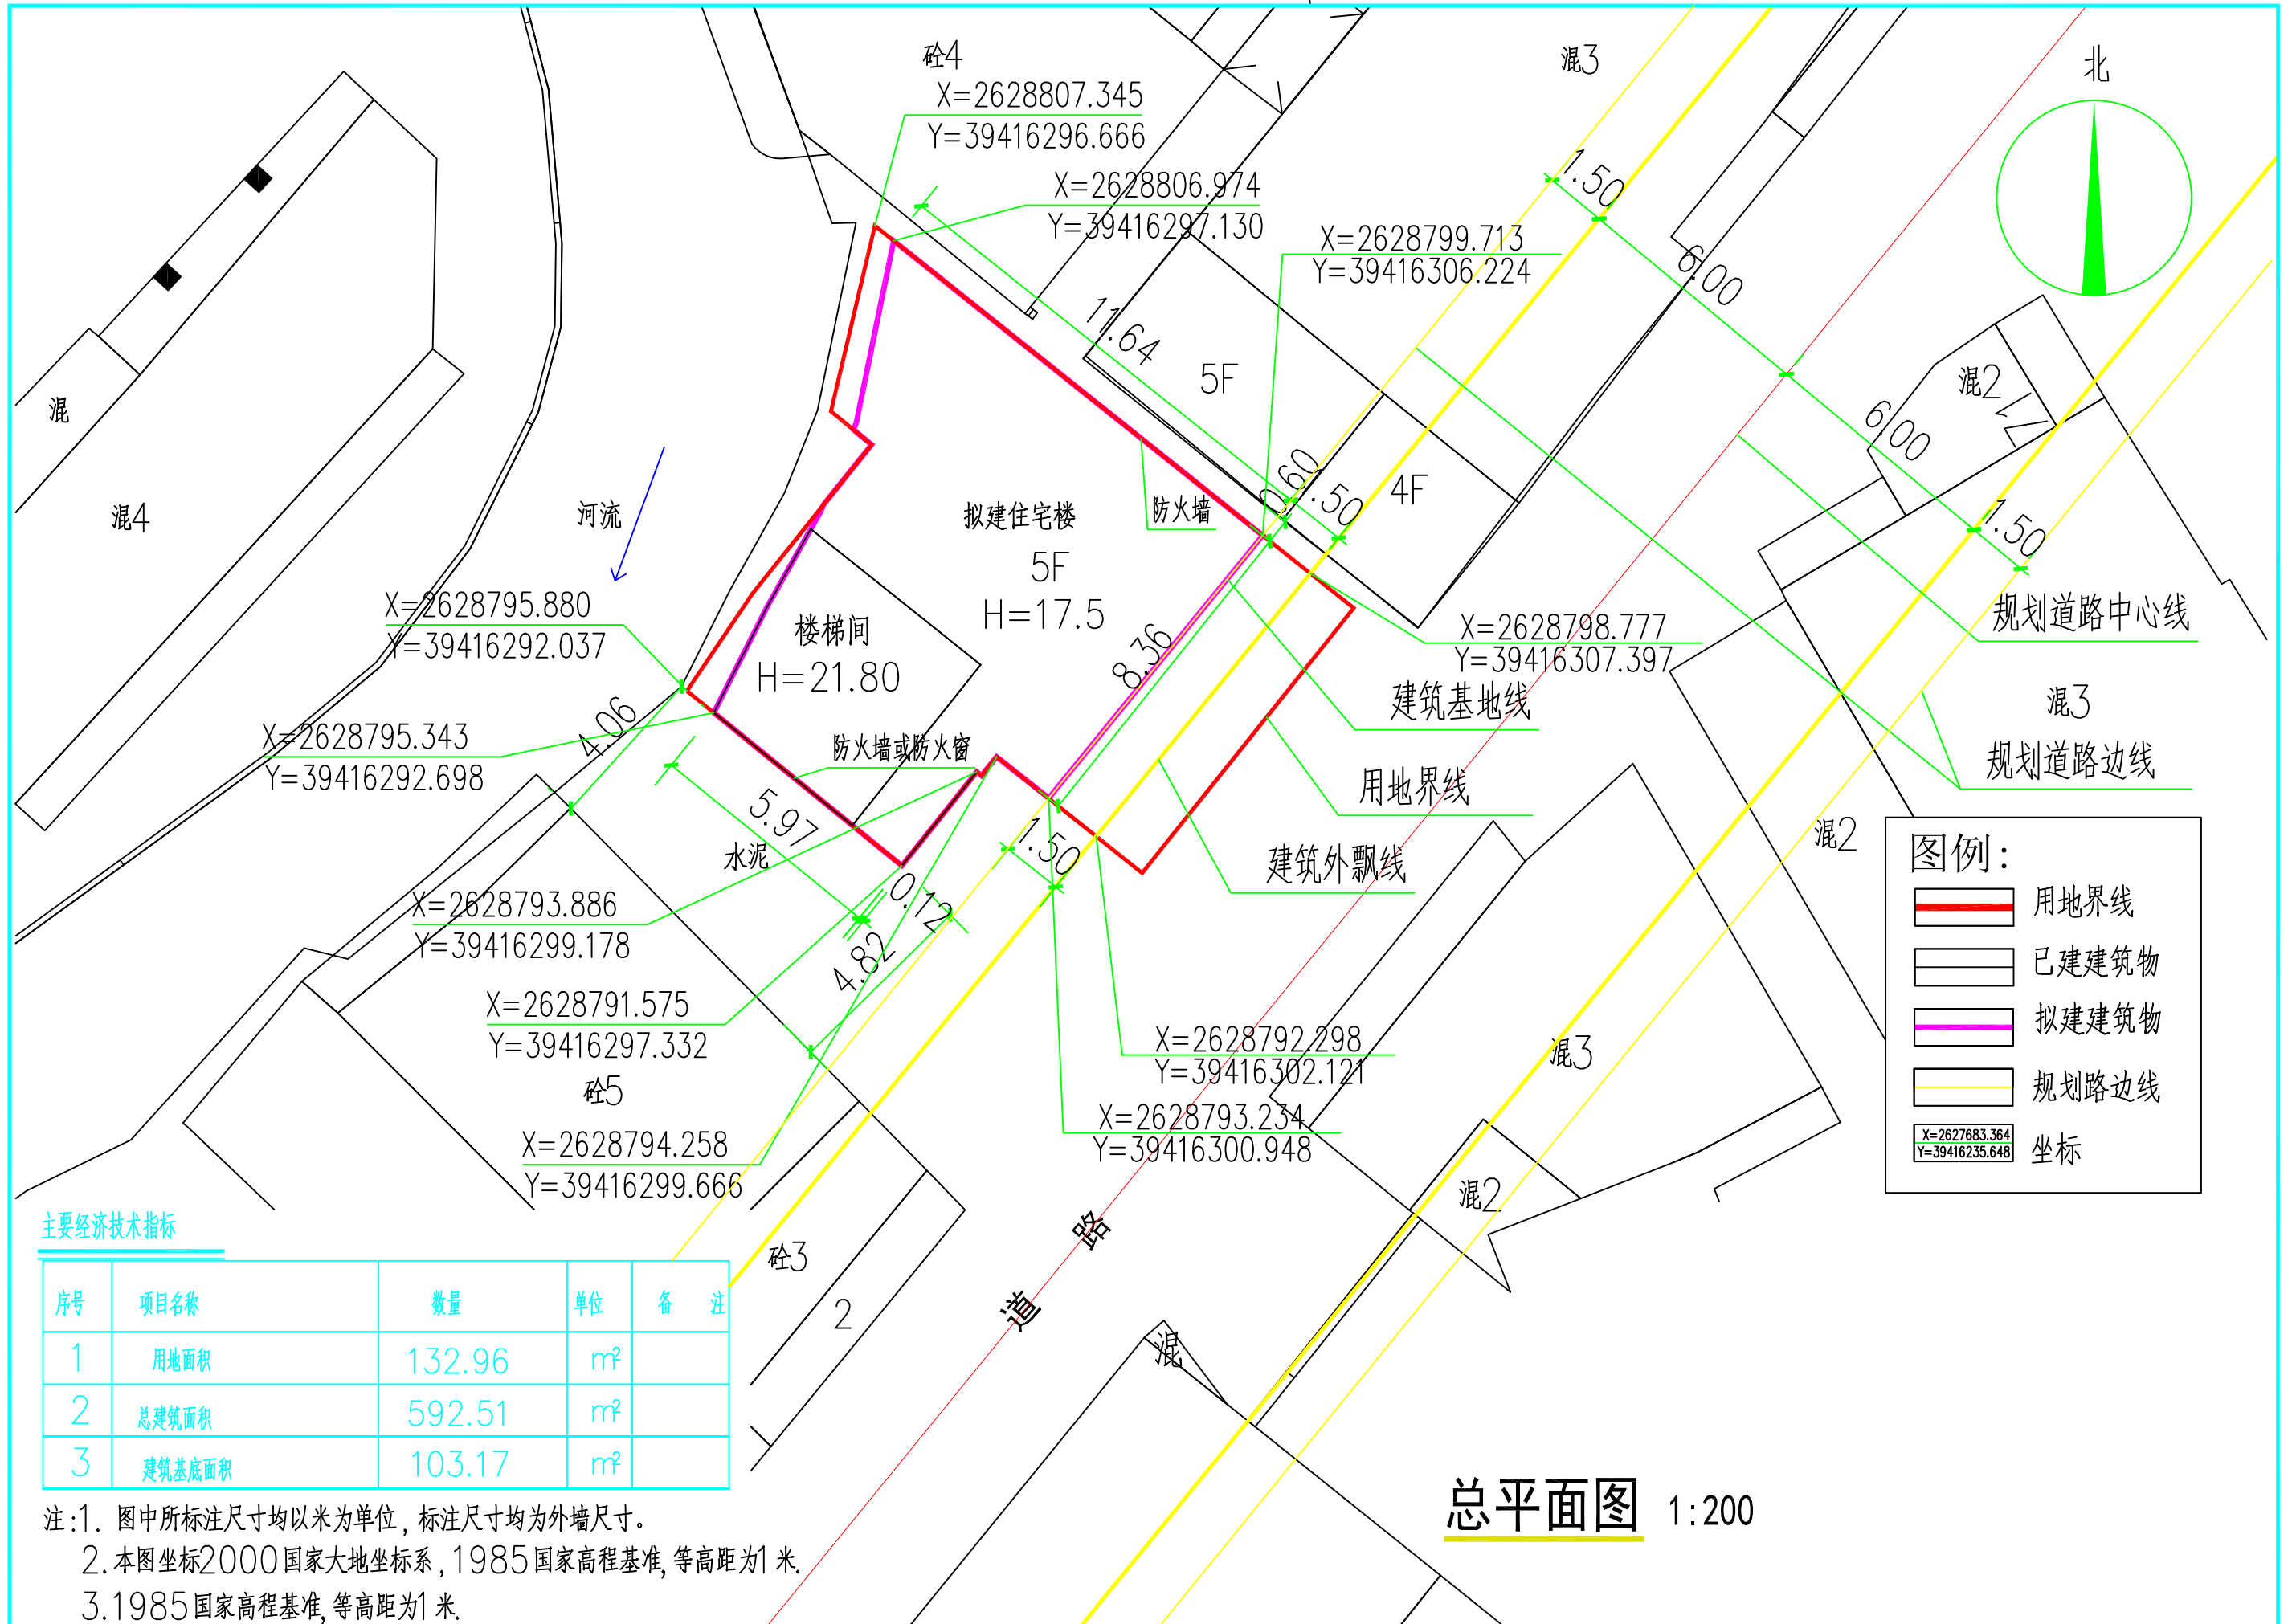 砼4
混3
北
X=2628807.345
Y=39416296.666
X=2628806.974
Y=39416297.130
X=2628799.713
Y=39416306.224
1.50
6.00
11.64
5F
混2
混
混4
河流
拟建住宅楼
5F
H=17.5
防火墙
0.60
1.50
4F
6.00
1.50
X=2628795.880
Y=39416292.037
楼梯间
H=21.80
8.36
X=2628798.777
Y=39416307.397
规划道路中心线
建筑基地线
混3
X=2628795.343
Y=39416292.698
4.06
防火墙或防火窗
用地界线
规划道路边线
5.97
水泥
1.50
建筑外飘线
混2
X=2628793.886
Y=39416299.178
0.12
4.82
图例:
用地界线
已建建筑物
拟建建筑物
规划路边线
X=2627683.364
Y=39416235.648
坐标
X=2628791.575
Y=39416297.332
砼5
X=2628792.298
Y=39416302.121
混3
X=2628794.258
Y=39416299.666
X=2628793.234
Y=39416300.948
混2
道路
砼3
2
混
主要经济技术指标
序号 项目名称 数量 单位 备 注
1 用地面积 132.96 m²
2 总建筑面积 592.51 m²
3 建筑基底面积 103.17 m²
总平面图 1:200
注:1. 图中所标注尺寸均以米为单位,标注尺寸均为外墙尺寸。
2.本图坐标2000国家大地坐标系,1985国家高程基准,等高距为1米.
3.1985国家高程基准,等高距为1米.